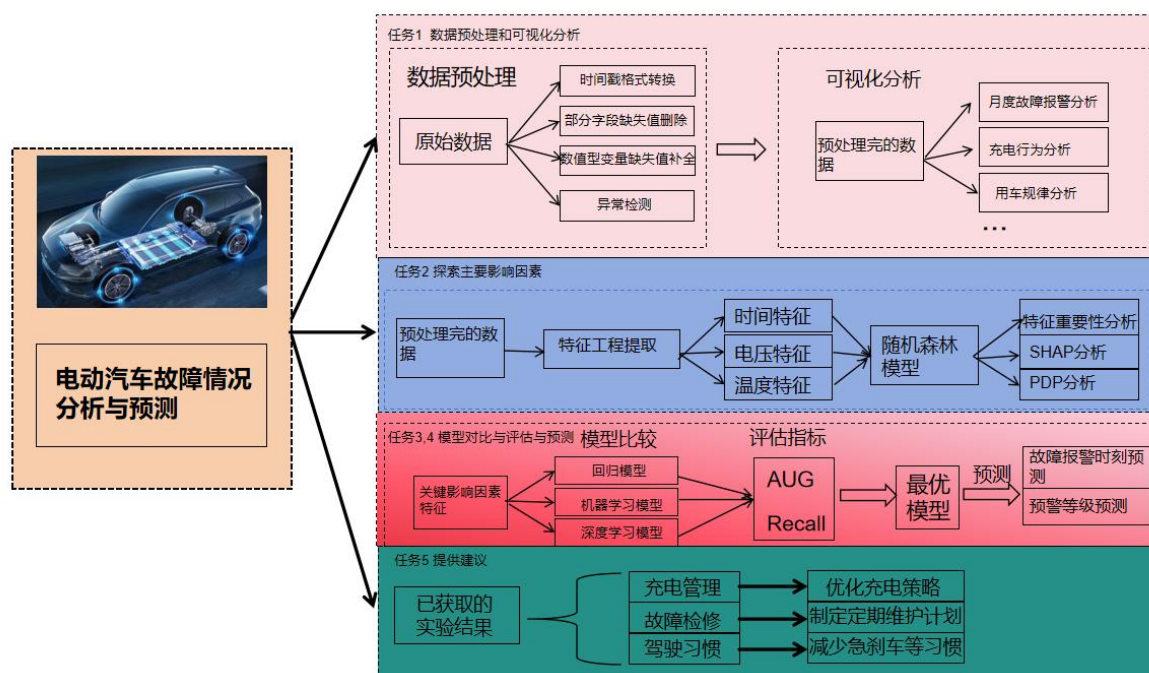 电动汽车故障情况
分析与预测
任务1 数据预处理和可视化分析
数据预处理
原始数据
时间戳格式转换
部分字段缺失值删除
数值型变量缺失值补全
异常检测
可视化分析
预处理完的数
据
月度故障报警分析
充电行为分析
用车规律分析
...
任务2 探索主要影响因素
预处理完的数
据
特征工程提取
时间特征
电压特征
温度特征
随机森林
模型
特征重要性分析
SHAP分析
PDP分析
任务3,4 模型对比与评估与预测
模型比较
评估指标
关键影响因素
特征
回归模型
机器学习模型
深度学习模型
AUG
Recall
最优
模型
预测
故障报警时刻预
测
预警等级预测
任务5 提供建议
已获取的
实验结果
充电管理
故障检修
驾驶习惯
优化充电策略
制定定期维护计划
减少急刹车等习惯